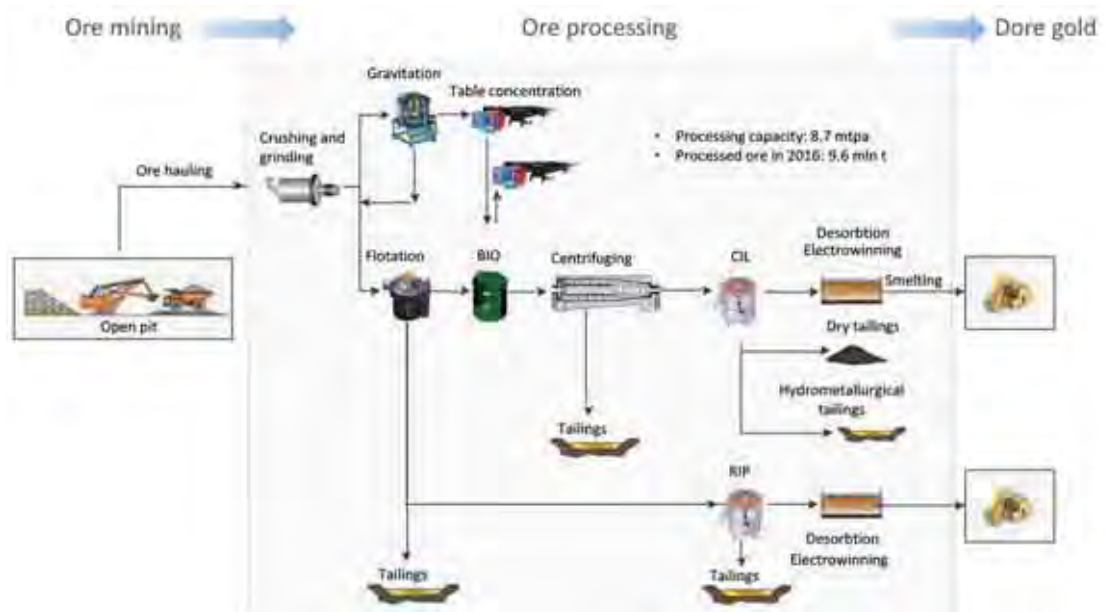 Ore mining
Ore processing
Dore gold
Gravitation
Table concentration
Crushing and
grinding
• Processing capacity: 8.7 mtpa
• Processed ore in 2016: 9.6 mln t
Ore hauling
Open pit
Flotation
BIO
Centrifuging
CIL
Desorbtion
Electrowinning
Smelting
Dry tailings
Hydrometallurgical
tailings
Tailings
RIP
Desorbtion
Electrowinning
Tailings
Tailings